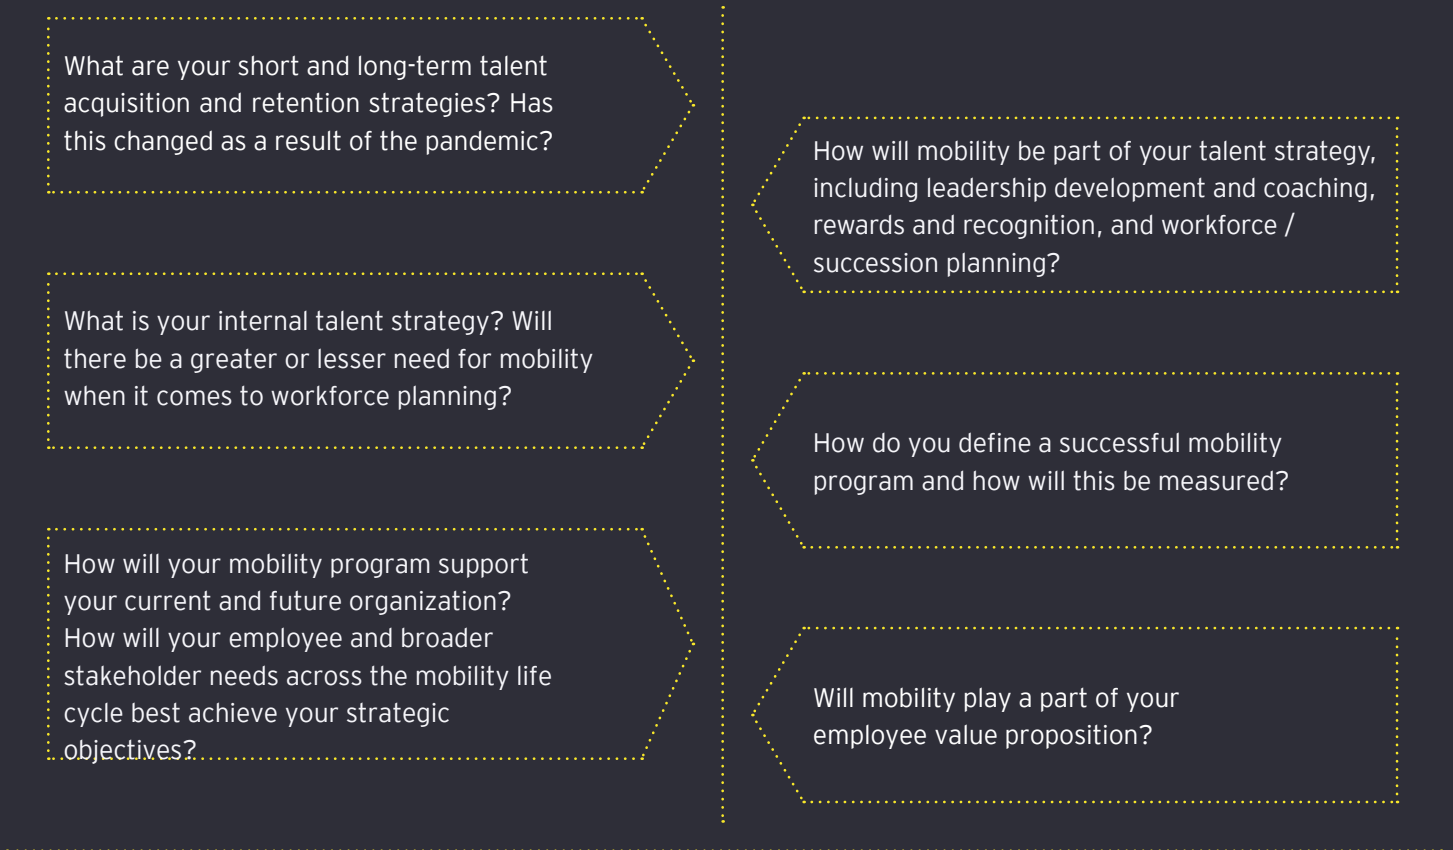 What are your short and long-term talent
acquisition and retention strategies? Has
this changed as a result of the pandemic?
How will mobility be part of your talent strategy,
including leadership development and coaching,
rewards and recognition, and workforce /
succession planning?
What is your internal talent strategy? Will
there be a greater or lesser need for mobility
when it comes to workforce planning?
How do you define a successful mobility
program and how will this be measured?
How will your mobility program support
your current and future organization?
How will your employee and broader
stakeholder needs across the mobility life
cycle best achieve your strategic
objectives?
Will mobility play a part of your
employee value proposition?